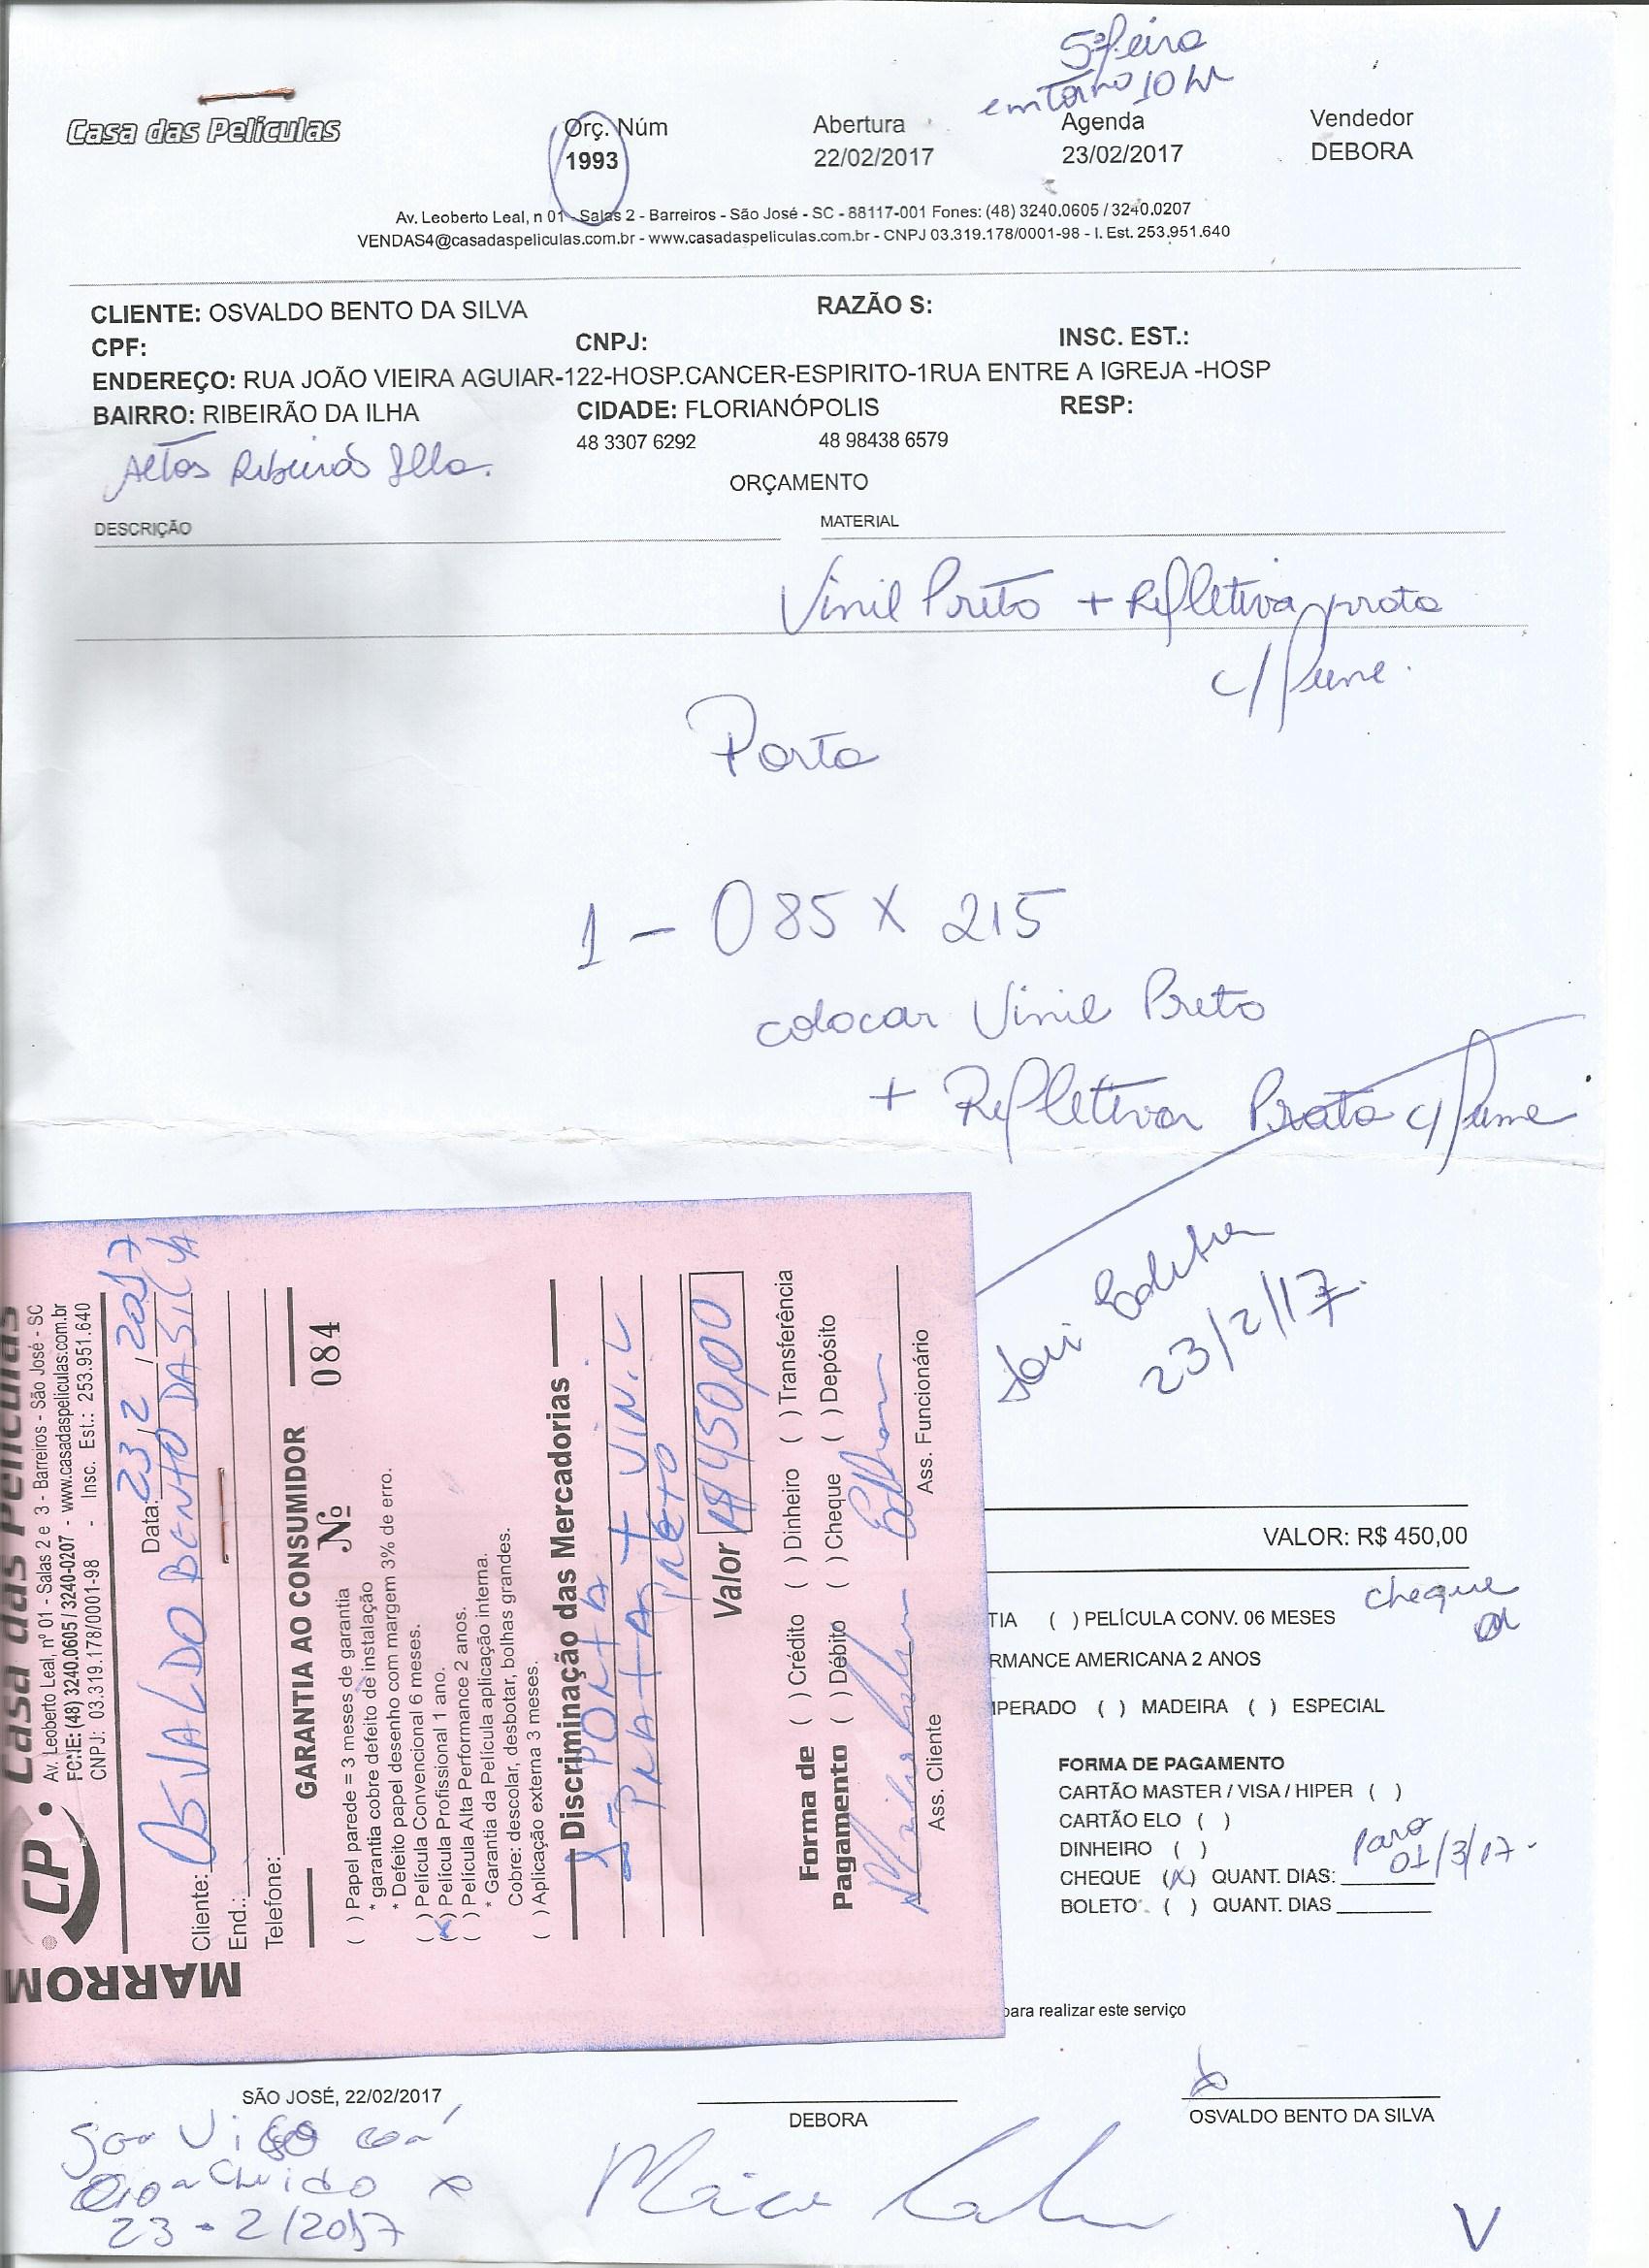 5ª feira
em torno 10 hr
Casa das Películas
Orç. Núm
1993
Abertura
22/02/2017
Agenda
23/02/2017
Vendedor
DEBORA
Av. Leoberto Leal, n 01 - Salas 2 - Barreiros - São José - SC - 88117-001 Fones: (48) 3240.0605 / 3240.0207
VENDAS4@casadaspeliculas.com.br - www.casadaspeliculas.com.br - CNPJ 03.319.178/0001-98 - I. Est. 253.951.640
CLIENTE: OSVALDO BENTO DA SILVA RAZÃO S:
CPF: CNPJ: INSC. EST.:
ENDEREÇO: RUA JOÃO VIEIRA AGUIAR-122-HOSP.CANCER-ESPIRITO-1RUA ENTRE A IGREJA -HOSP
BAIRRO: RIBEIRÃO DA ILHA CIDADE: FLORIANÓPOLIS RESP:
48 3307 6292 48 98438 6579
Altos Ribeirão Ilha.
ORÇAMENTO
DESCRIÇÃO MATERIAL
Vinil Preto + Refletiva prata
c/
Porta
1 - 085 X 215
colocar Vinil Preto
+ Refletiva Prata c/
23/2/17.
VALOR: R$ 450,00
cheque
TIA ( ) PELÍCULA CONV. 06 MESES
RMANCE AMERICANA 2 ANOS
PERADO ( ) MADEIRA ( ) ESPECIAL
FORMA DE PAGAMENTO
CARTÃO MASTER / VISA / HIPER ( )
CARTÃO ELO ( )
DINHEIRO ( )
CHEQUE (X) QUANT. DIAS: para 01/3/17-
BOLETO ( ) QUANT. DIAS
para realizar este serviço
CP Casa das Películas
Av. Leoberto Leal, nº 01 - Salas 2 e 3 - Barreiros - São José - SC
FONE: (48) 3240.0605 / 3240-0207 - www.casadaspeliculas.com.br
CNPJ: 03.319.178/0001-98 - Insc. Est.: 253.951.640
MARROM
Data: 23/2/2017
Cliente: OSVALDO BENTO DA SILVA
End.:
Telefone:
GARANTIA AO CONSUMIDOR
Nº 084
( ) Papel parede = 3 meses de garantia
* garantia cobre defeito de instalação
* Defeito papel desenho com margem 3% de erro.
( ) Película Convencional 6 meses.
(X) Película Profissional 1 ano.
( ) Película Alta Performance 2 anos.
* Garantia da Película aplicação interna.
Cobre: descolar, desbotar, bolhas grandes.
( ) Aplicação externa 3 meses.
Discriminação das Mercadorias
1- PORTA
PRATA + VINIL
PRETO
Valor R$ 450,00
Forma de Pagamento
( ) Crédito ( ) Dinheiro ( ) Transferência
( ) Débito ( ) Cheque ( ) Depósito
Ass. Cliente
Ass. Funcionário
SÃO JOSÉ, 22/02/2017
DEBORA
OSVALDO BENTO DA SILVA
23-2/2017
V